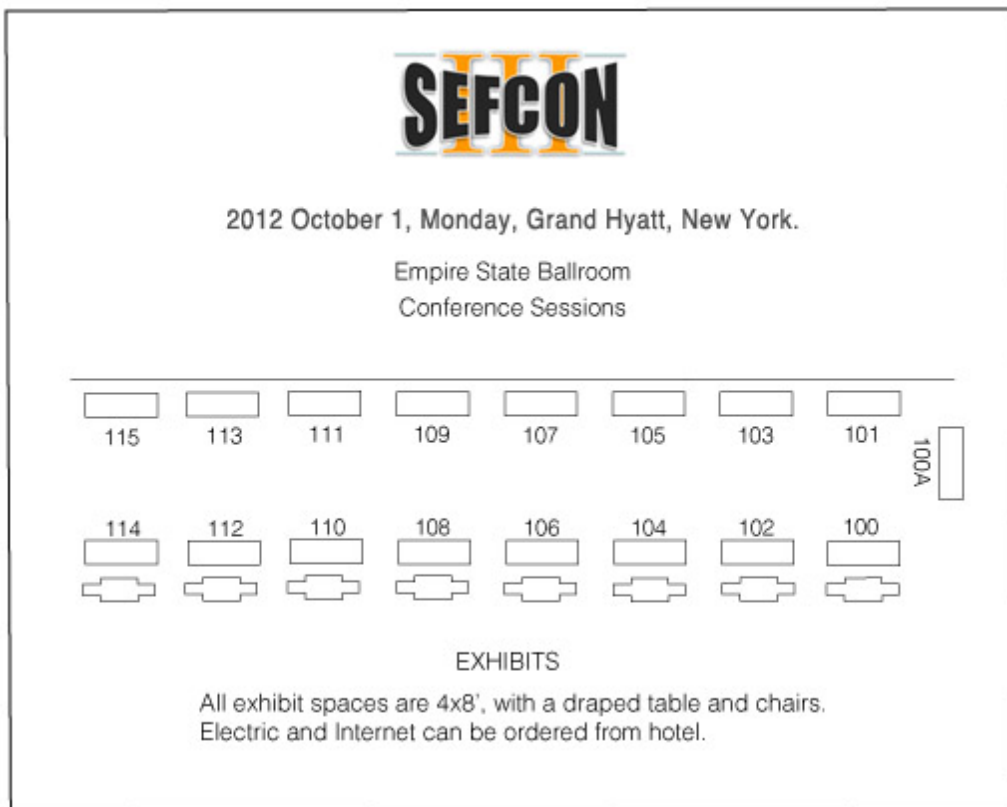 III
SEFCON
2012 October 1, Monday, Grand Hyatt, New York.
Empire State Ballroom
Conference Sessions
115 113 111 109 107 105 103 101
100A
114 112 110 108 106 104 102 100
EXHIBITS
All exhibit spaces are 4x8', with a draped table and chairs.
Electric and Internet can be ordered from hotel.